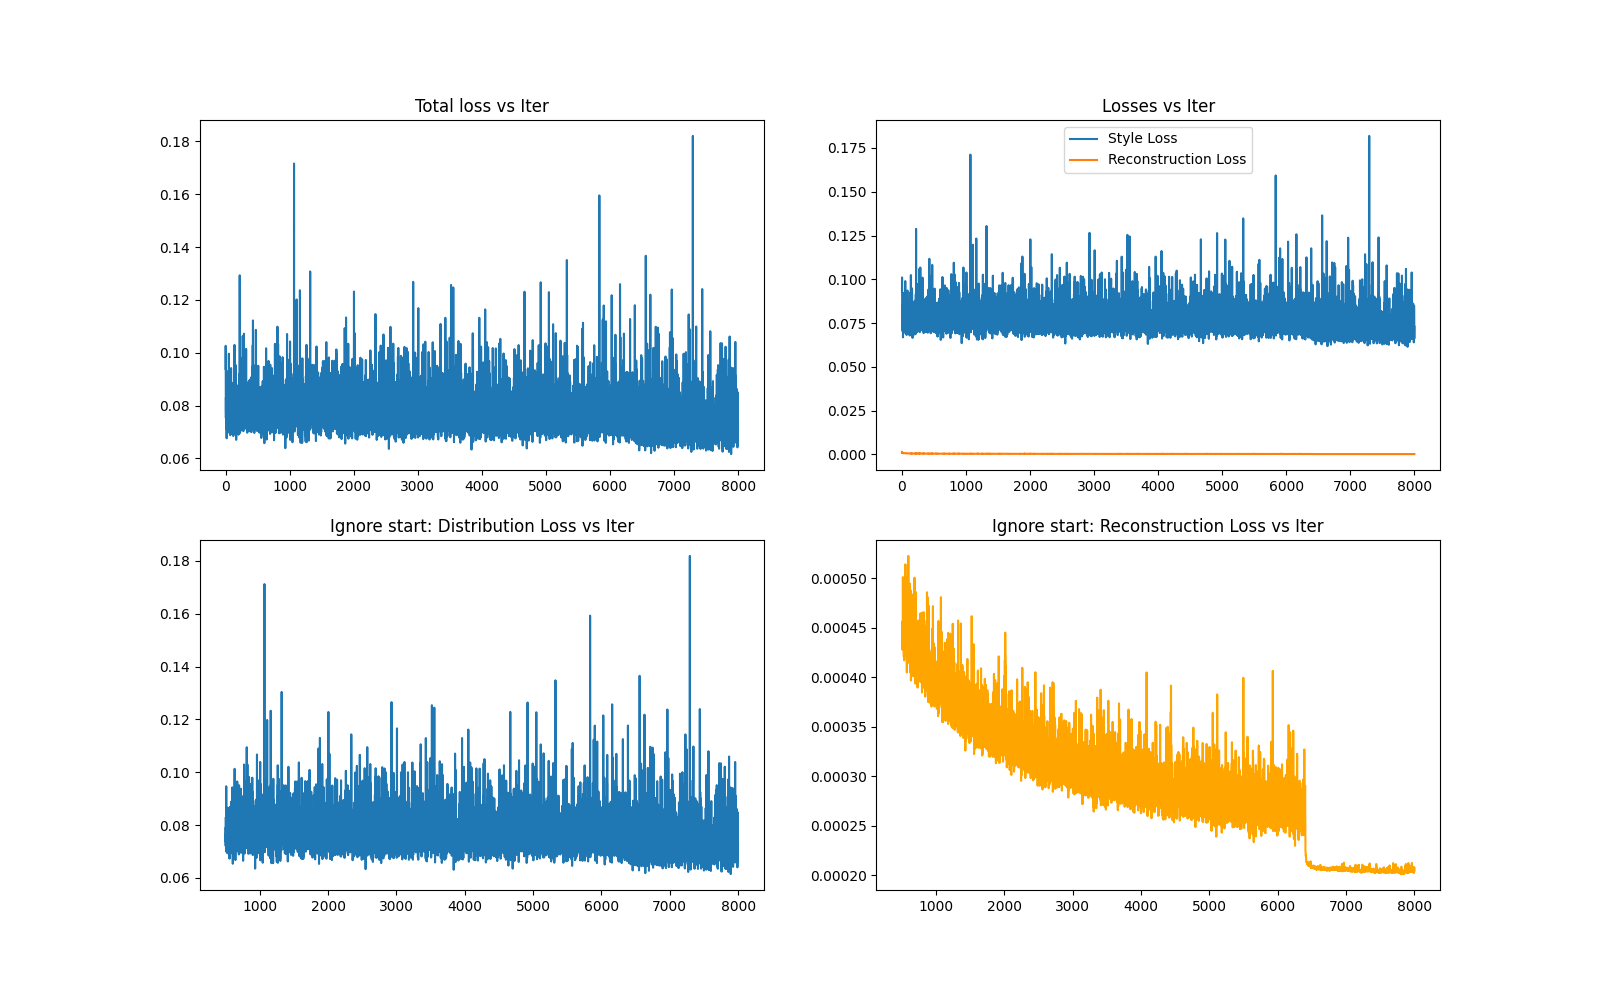 Total loss vs Iter
0.18
0.16
0.14
0.12
0.10
0.08
0.06
0 1000 2000 3000 4000 5000 6000 7000 8000
Losses vs Iter
Style Loss
Reconstruction Loss
0.175
0.150
0.125
0.100
0.075
0.050
0.025
0.000
0 1000 2000 3000 4000 5000 6000 7000 8000
Ignore start: Distribution Loss vs Iter
0.18
0.16
0.14
0.12
0.10
0.08
0.06
1000 2000 3000 4000 5000 6000 7000 8000
Ignore start: Reconstruction Loss vs Iter
0.00050
0.00045
0.00040
0.00035
0.00030
0.00025
0.00020
1000 2000 3000 4000 5000 6000 7000 8000